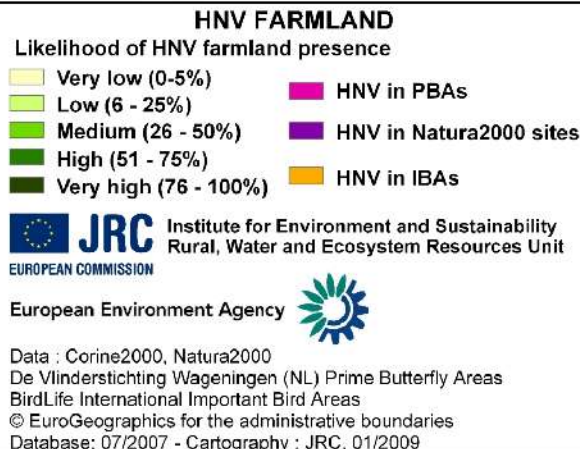 HNV FARMLAND
Likelihood of HNV farmland presence
Very low (0-5%)
Low (6 - 25%)
Medium (26 - 50%)
High (51 - 75%)
Very high (76 - 100%)
HNV in PBAs
HNV in Natura2000 sites
HNV in IBAs
JRC
EUROPEAN COMMISSION
Institute for Environment and Sustainability
Rural, Water and Ecosystem Resources Unit
European Environment Agency
Data : Corine2000, Natura2000
De Vlinderstichting Wageningen (NL) Prime Butterfly Areas
BirdLife International Important Bird Areas
© EuroGeographics for the administrative boundaries
Database: 07/2007 - Cartography : JRC, 01/2009